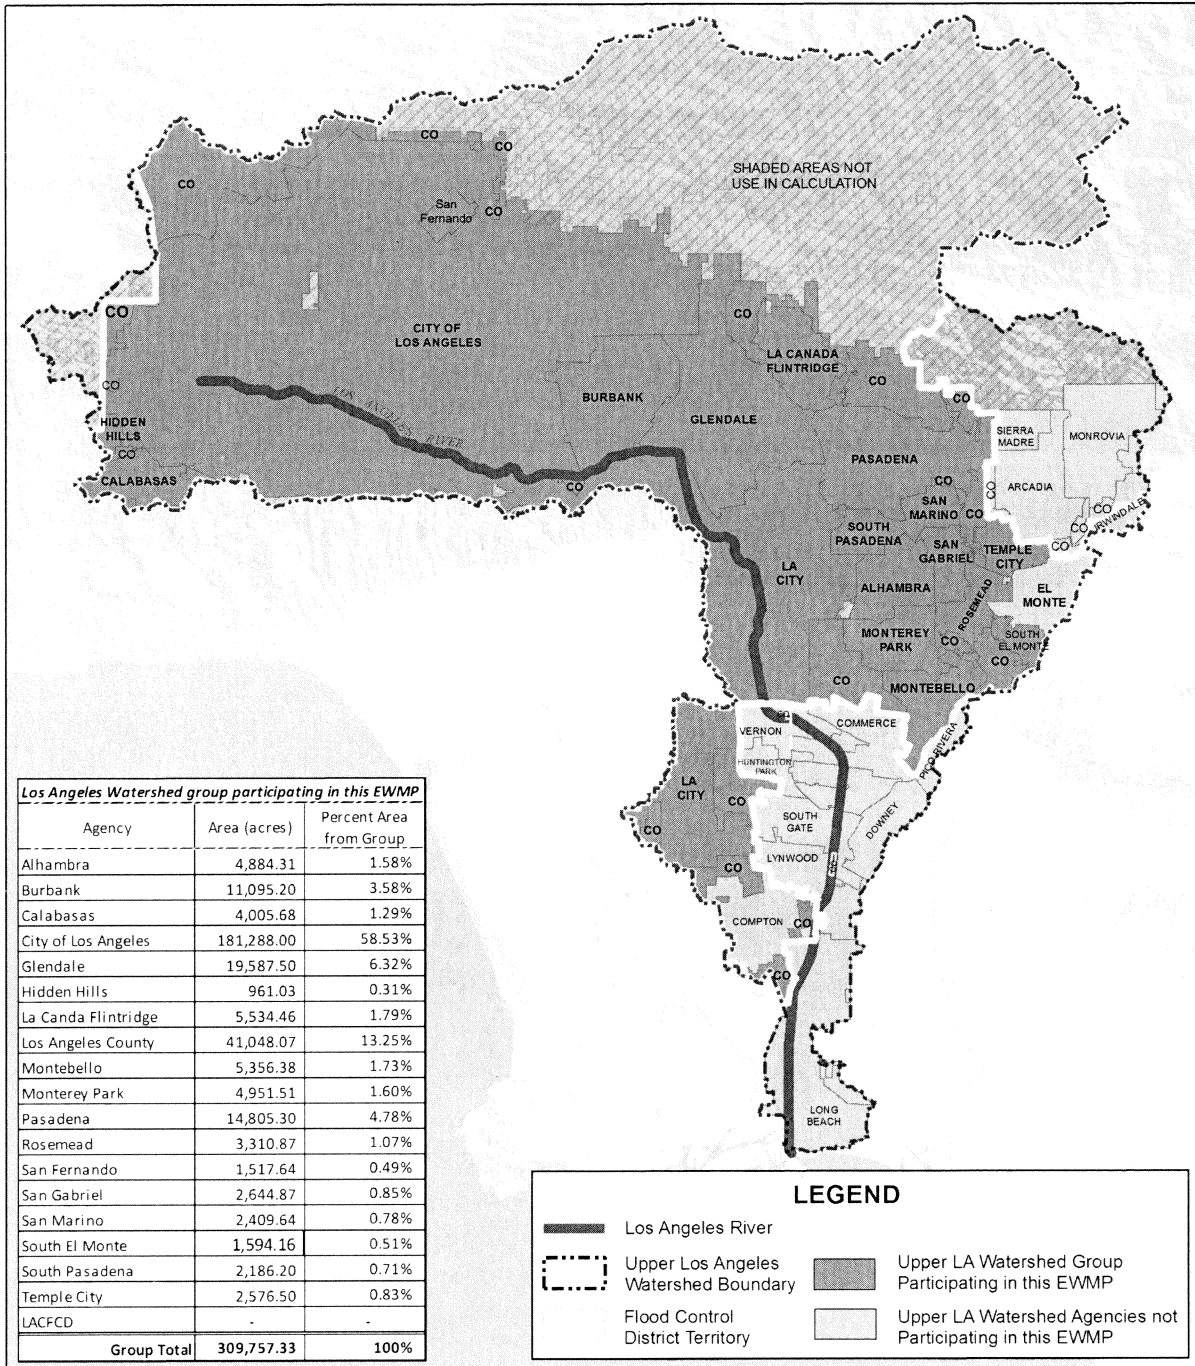 SHADED AREAS NOT
USE IN CALCULATION
CO
CO
CO
San
Fernando
CO
CO
CO
CITY OF
LOS ANGELES
LA CANADA
FLINTRIDGE
CO
CO
CO
BURBANK
GLENDALE
LOS ANGELES RIVER
HIDDEN
HILLS
CO
CALABASAS
CO
SIERRA
MADRE
MONROVIA
PASADENA
CO
CO
ARCADIA
SAN
MARINO
CO
CO
IRWINDALE
CO
CO
SOUTH
PASADENA
SAN
GABRIEL
TEMPLE
CITY
LA
CITY
ALHAMBRA
ROSEMEAD
EL
MONTE
MONTEREY
PARK
CO
SOUTH
EL MONTE
CO
CO
MONTEBELLO
CO
VERNON
COMMERCE
PICO RIVERA
HUNTINGTON
PARK
LA
CITY
CO
CO
SOUTH
GATE
DOWNEY
LYNWOOD
CO
CO
COMPTON
CO
CO
LONG
BEACH
Los Angeles Watershed group participating in this EWMP
Agency Area (acres) Percent Area
from Group
Alhambra 4,884.31 1.58%
Burbank 11,095.20 3.58%
Calabasas 4,005.68 1.29%
City of Los Angeles 181,288.00 58.53%
Glendale 19,587.50 6.32%
Hidden Hills 961.03 0.31%
La Canda Flintridge 5,534.46 1.79%
Los Angeles County 41,048.07 13.25%
Montebello 5,356.38 1.73%
Monterey Park 4,951.51 1.60%
Pasadena 14,805.30 4.78%
Rosemead 3,310.87 1.07%
San Fernando 1,517.64 0.49%
San Gabriel 2,644.87 0.85%
San Marino 2,409.64 0.78%
South El Monte 1,594.16 0.51%
South Pasadena 2,186.20 0.71%
Temple City 2,576.50 0.83%
LACFCD - -
Group Total 309,757.33 100%
LEGEND
Los Angeles River
Upper Los Angeles
Watershed Boundary
Upper LA Watershed Group
Participating in this EWMP
Flood Control
District Territory
Upper LA Watershed Agencies not
Participating in this EWMP